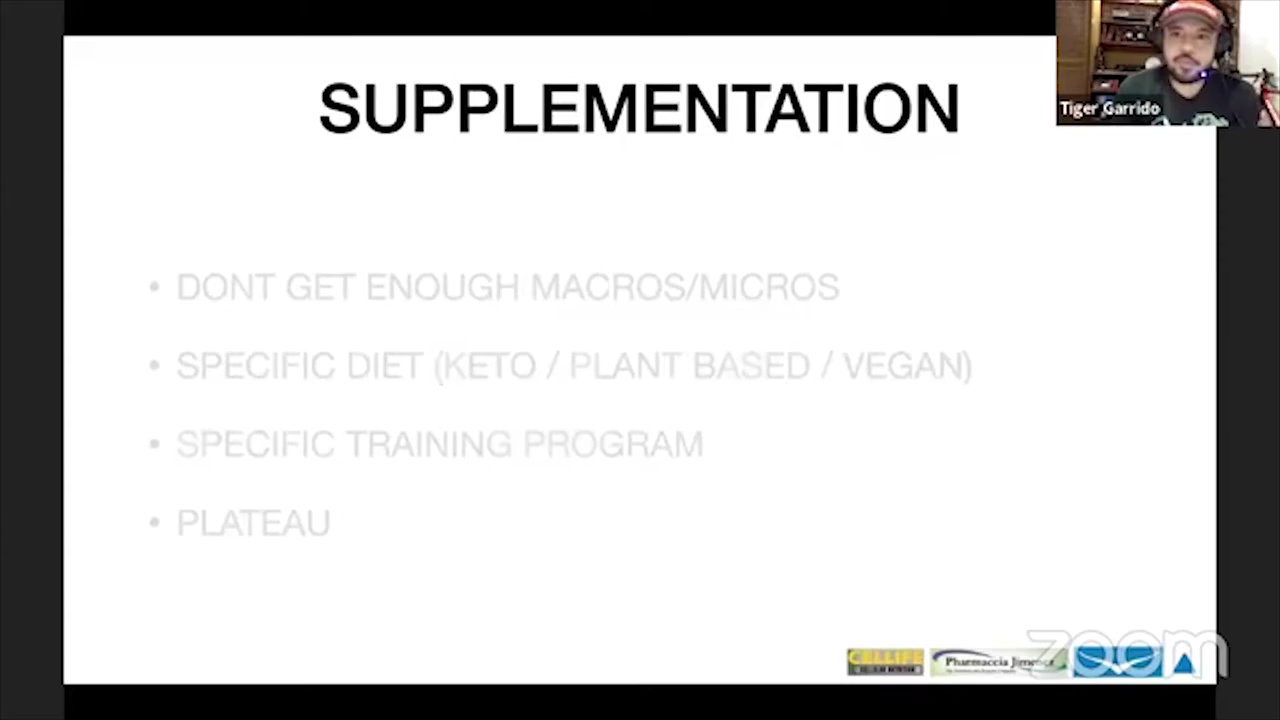 SUPPLEMENTATION
Tiger Garrido
• DONT GET ENOUGH MACROS/MICROS
• SPECIFIC DIET (KETO / PLANT BASED / VEGAN)
• SPECIFIC TRAINING PROGRAM
• PLATEAU
CELLIFE
Pharmaccia Jimenez
zoom